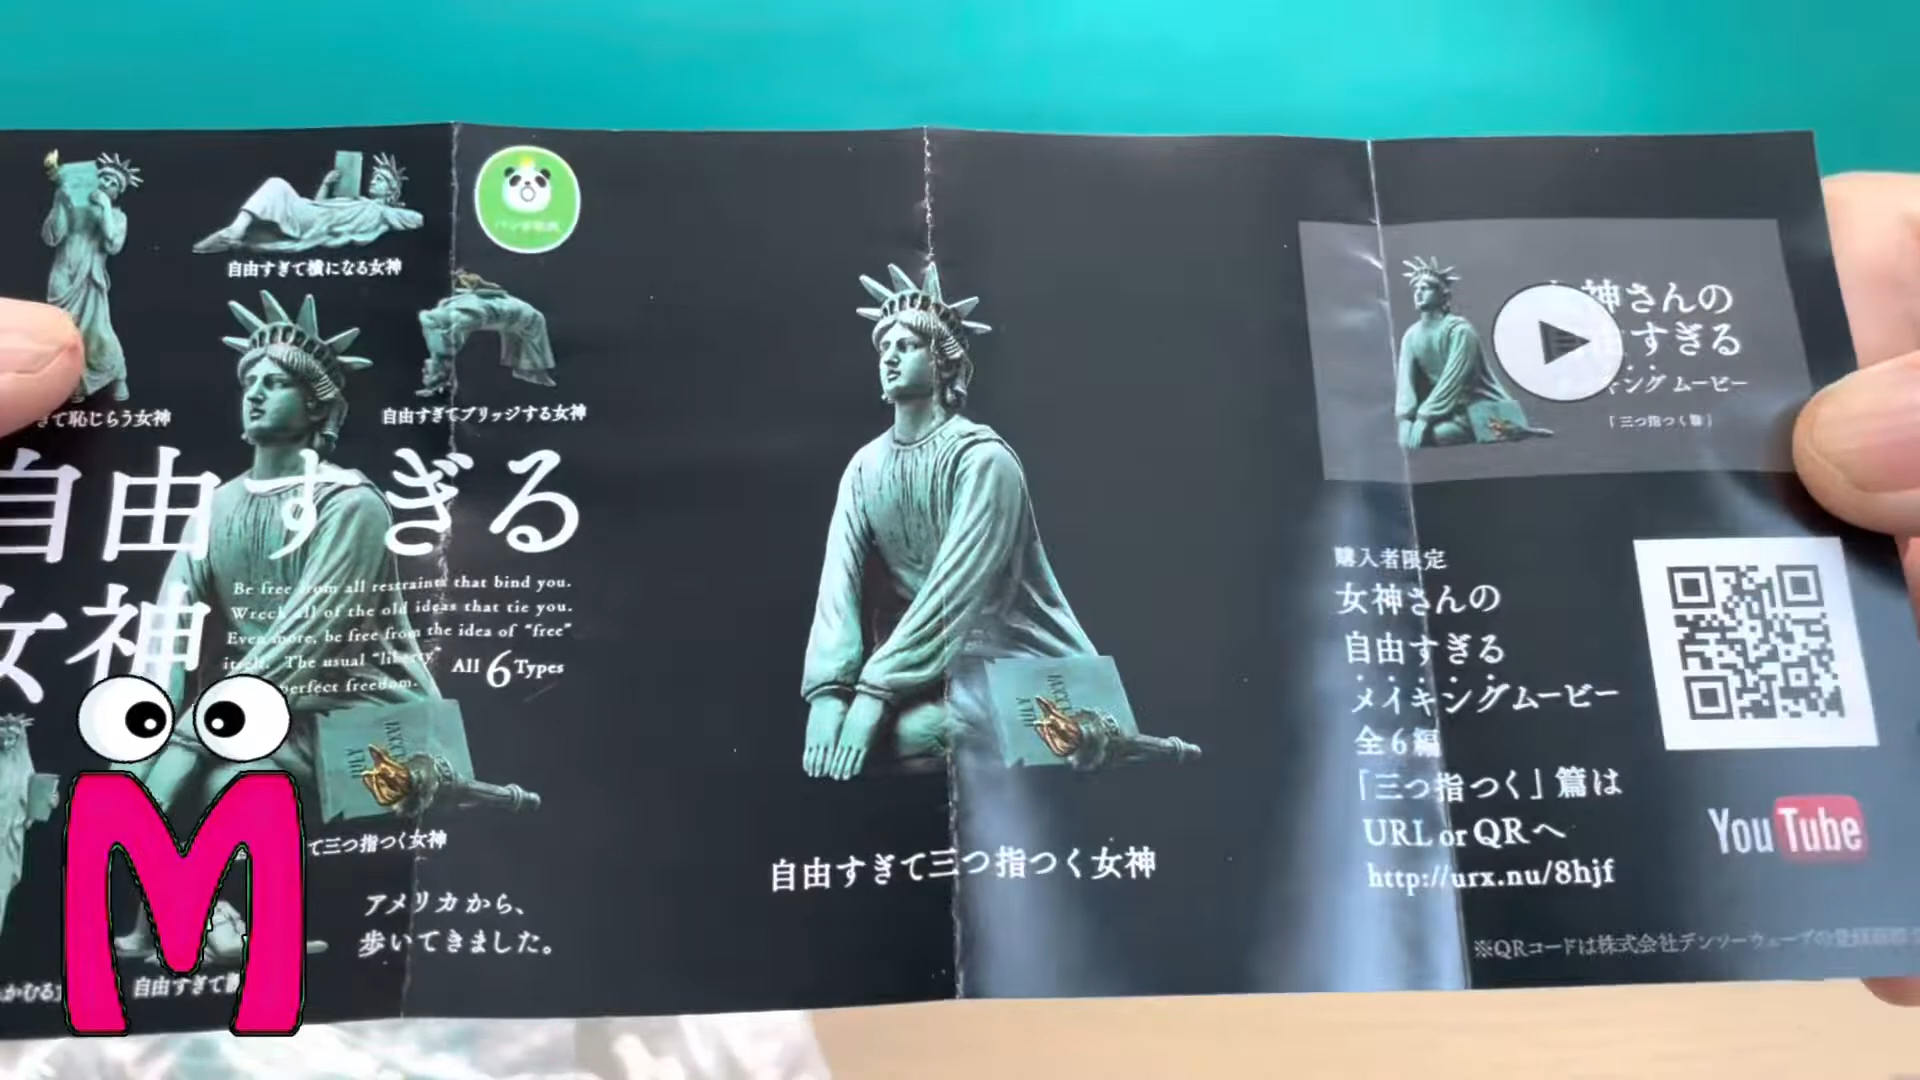 自由すぎて横になる女神
て恥じらう女神
自由すぎてブリッジする女神
自由すぎる
女神
Be free from all restraints that bind you.
Wreck all of the old ideas that tie you.
Even more, be free from the idea of "free"
itself. The usual "liberty"
perfect freedom.
All 6 Types
JULY
て三つ指つく女神
アメリカから、
歩いてきました。
かむる
自由すぎて
M
自由すぎて三つ指つく女神
JULY
神さんの
由すぎる
キング ムービー
「三つ指つく篇」
購入者限定
女神さんの
自由すぎる
メイキングムービー
全6編
「三つ指つく」篇は
URL or QRへ
http://urx.nu/8hjf
YouTube
※QRコードは株式会社デンソーウェーブの登録商標